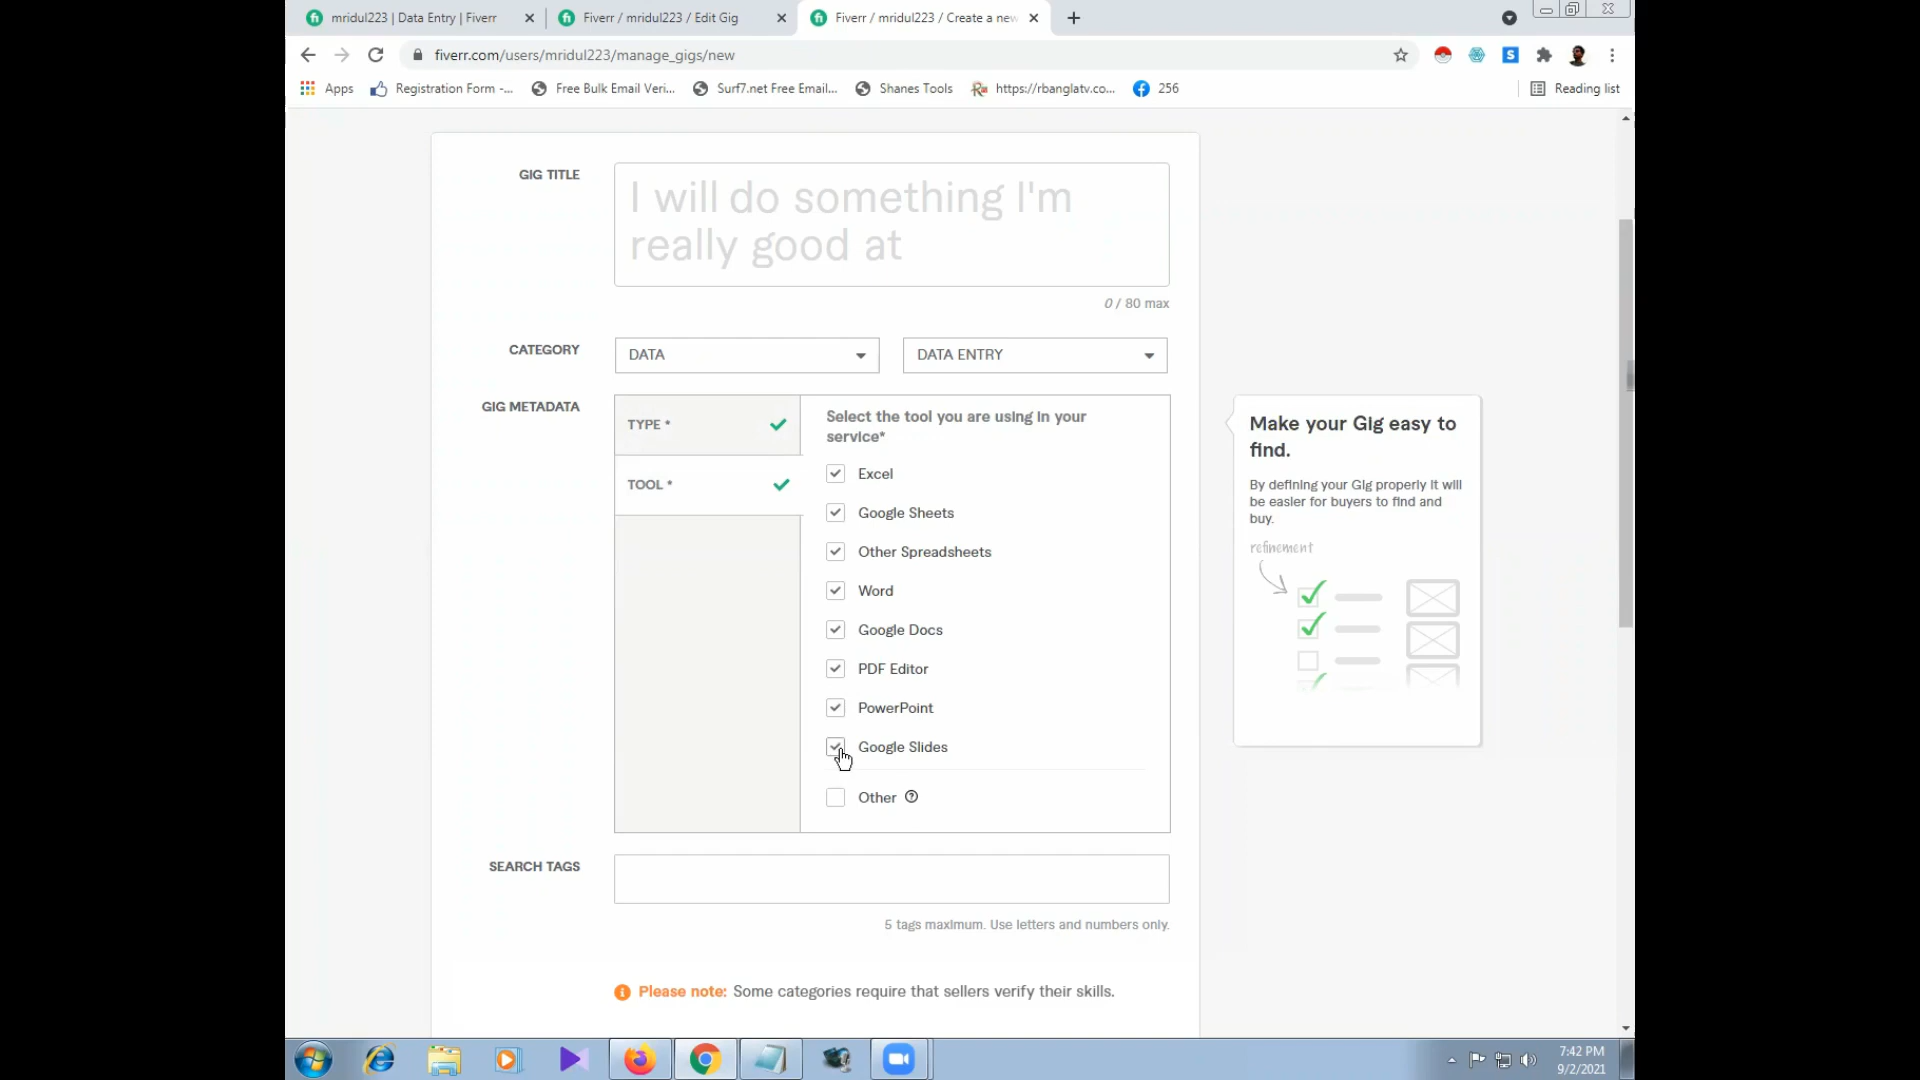 mridul223 | Data Entry | Fiverr
Fiverr / mridul223 / Edit Gig
Fiverr / mridul223 / Create a new
fiverr.com/users/mridul223/manage_gigs/new
Apps
Registration Form -...
Free Bulk Email Veri...
Surf7.net Free Email...
Shanes Tools
https://rbanglatv.co...
256
Reading list
GIG TITLE
I will do something I'm
really good at
0 / 80 max
CATEGORY
DATA
DATA ENTRY
GIG METADATA
TYPE *
TOOL *
Select the tool you are using in your
service*
Excel
Google Sheets
Other Spreadsheets
Word
Google Docs
PDF Editor
PowerPoint
Google Slides
Other
Make your Gig easy to
find.
By defining your Gig properly it will
be easier for buyers to find and
buy.
refinement
SEARCH TAGS
5 tags maximum. Use letters and numbers only.
Please note: Some categories require that sellers verify their skills.
7:42 PM
9/2/2021